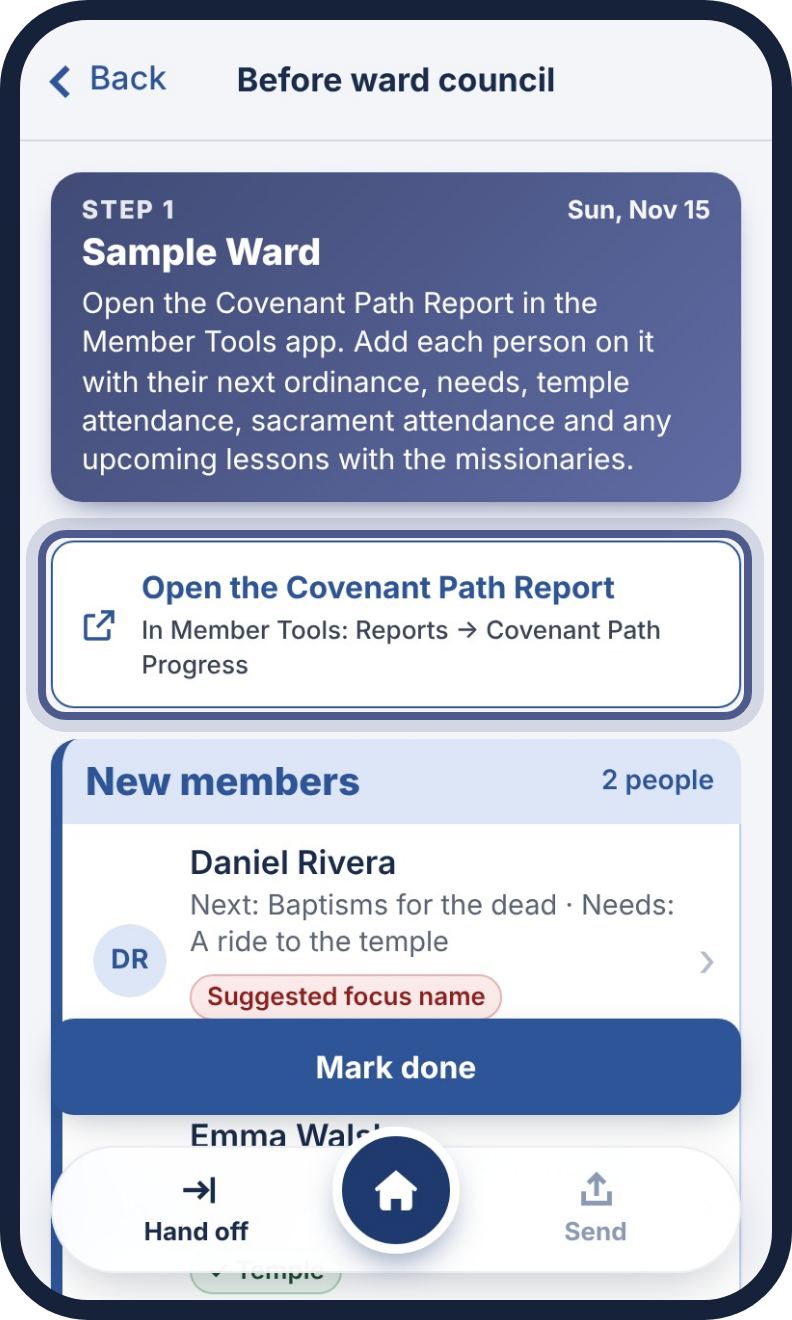 Back
Before ward council
STEP 1
Sun, Nov 15
Sample Ward
Open the Covenant Path Report in the
Member Tools app. Add each person on it
with their next ordinance, needs, temple
attendance, sacrament attendance and any
upcoming lessons with the missionaries.
Open the Covenant Path Report
In Member Tools: Reports → Covenant Path
Progress
New members
2 people
Daniel Rivera
Next: Baptisms for the dead · Needs:
A ride to the temple
DR
Suggested focus name
Mark done
Emma
Hand off
Send
✓ Temple